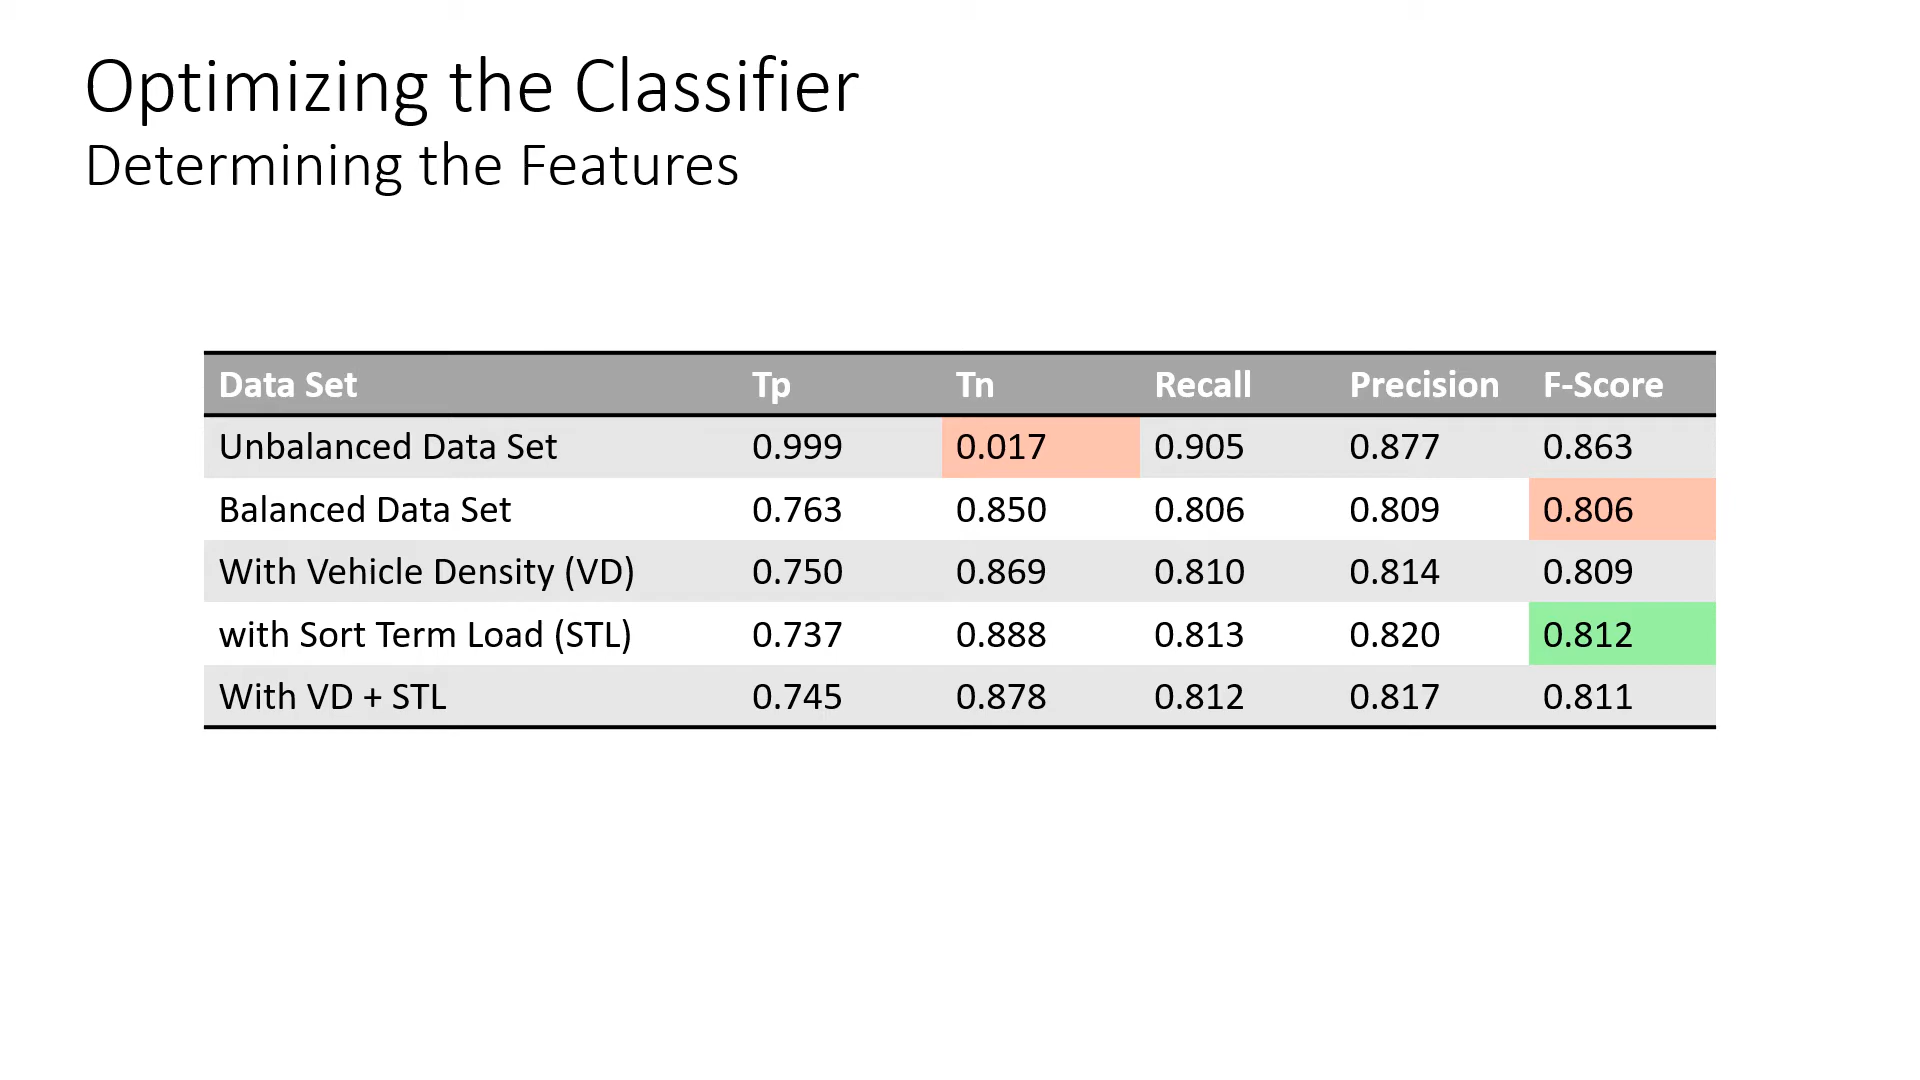 Optimizing the Classifier
Determining the Features
Data Set Tp Tn Recall Precision F-Score
Unbalanced Data Set 0.999 0.017 0.905 0.877 0.863
Balanced Data Set 0.763 0.850 0.806 0.809 0.806
With Vehicle Density (VD) 0.750 0.869 0.810 0.814 0.809
with Sort Term Load (STL) 0.737 0.888 0.813 0.820 0.812
With VD + STL 0.745 0.878 0.812 0.817 0.811